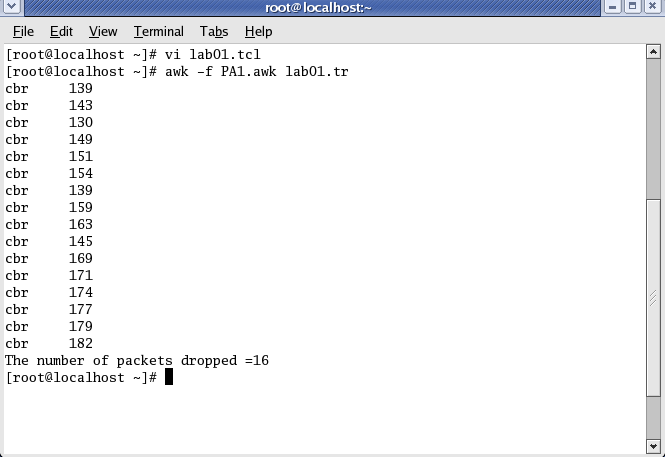 root@localhost:~
File Edit View Terminal Tabs Help
[root@localhost ~]# vi lab01.tcl
[root@localhost ~]# awk -f PA1.awk lab01.tr
cbr 139
cbr 143
cbr 130
cbr 149
cbr 151
cbr 154
cbr 139
cbr 159
cbr 163
cbr 145
cbr 169
cbr 171
cbr 174
cbr 177
cbr 179
cbr 182
The number of packets dropped =16
[root@localhost ~]#